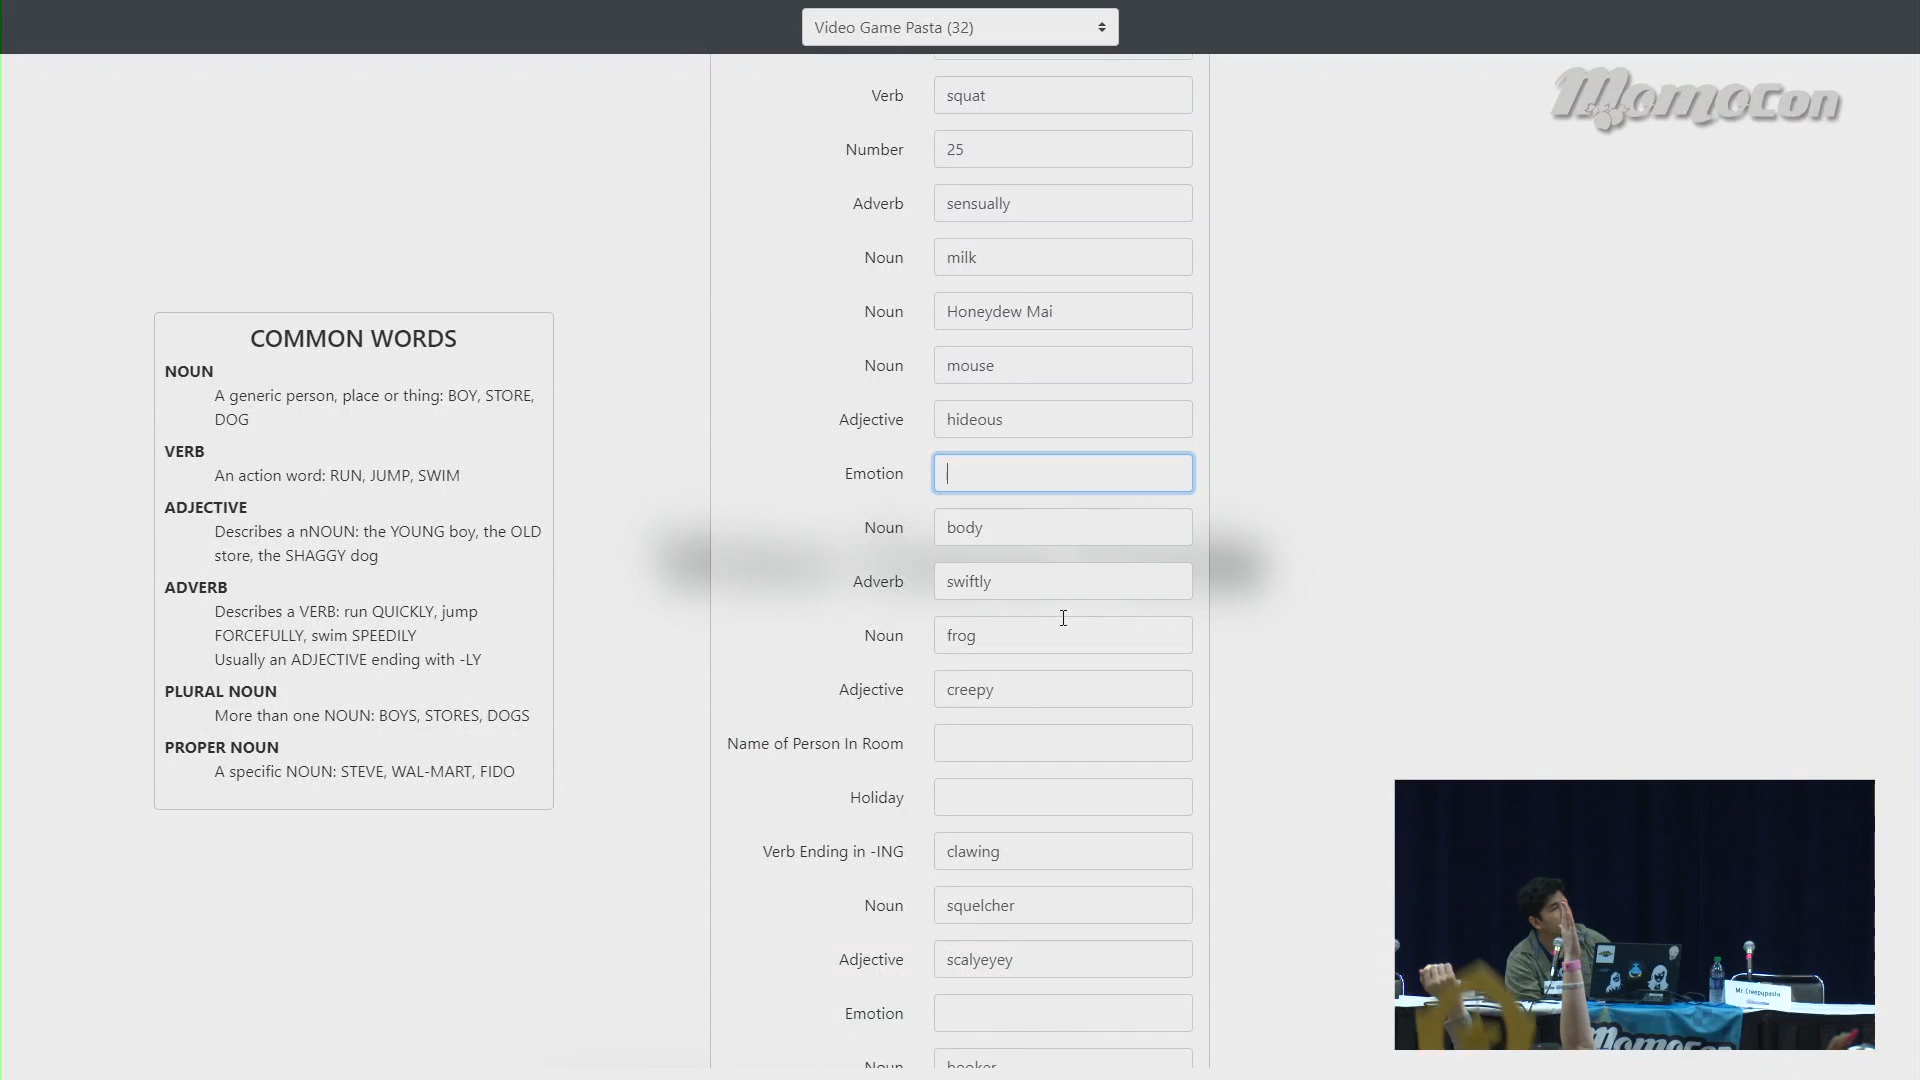 Video Game Pasta (32)
MomoCon
Verb squat
Number 25
Adverb sensually
Noun milk
Noun Honeydew Mai
Noun mouse
Adjective hideous
Emotion
Noun body
Adverb swiftly
Noun frog
Adjective creepy
Name of Person In Room
Holiday
Verb Ending in -ING clawing
Noun squelcher
Adjective scalyeyey
Emotion
Noun hooker
COMMON WORDS
NOUN
A generic person, place or thing: BOY, STORE,
DOG
VERB
An action word: RUN, JUMP, SWIM
ADJECTIVE
Describes a nNOUN: the YOUNG boy, the OLD
store, the SHAGGY dog
ADVERB
Describes a VERB: run QUICKLY, jump
FORCEFULLY, swim SPEEDILY
Usually an ADJECTIVE ending with -LY
PLURAL NOUN
More than one NOUN: BOYS, STORES, DOGS
PROPER NOUN
A specific NOUN: STEVE, WAL-MART, FIDO
Mr. Creepypasta
MomoCon